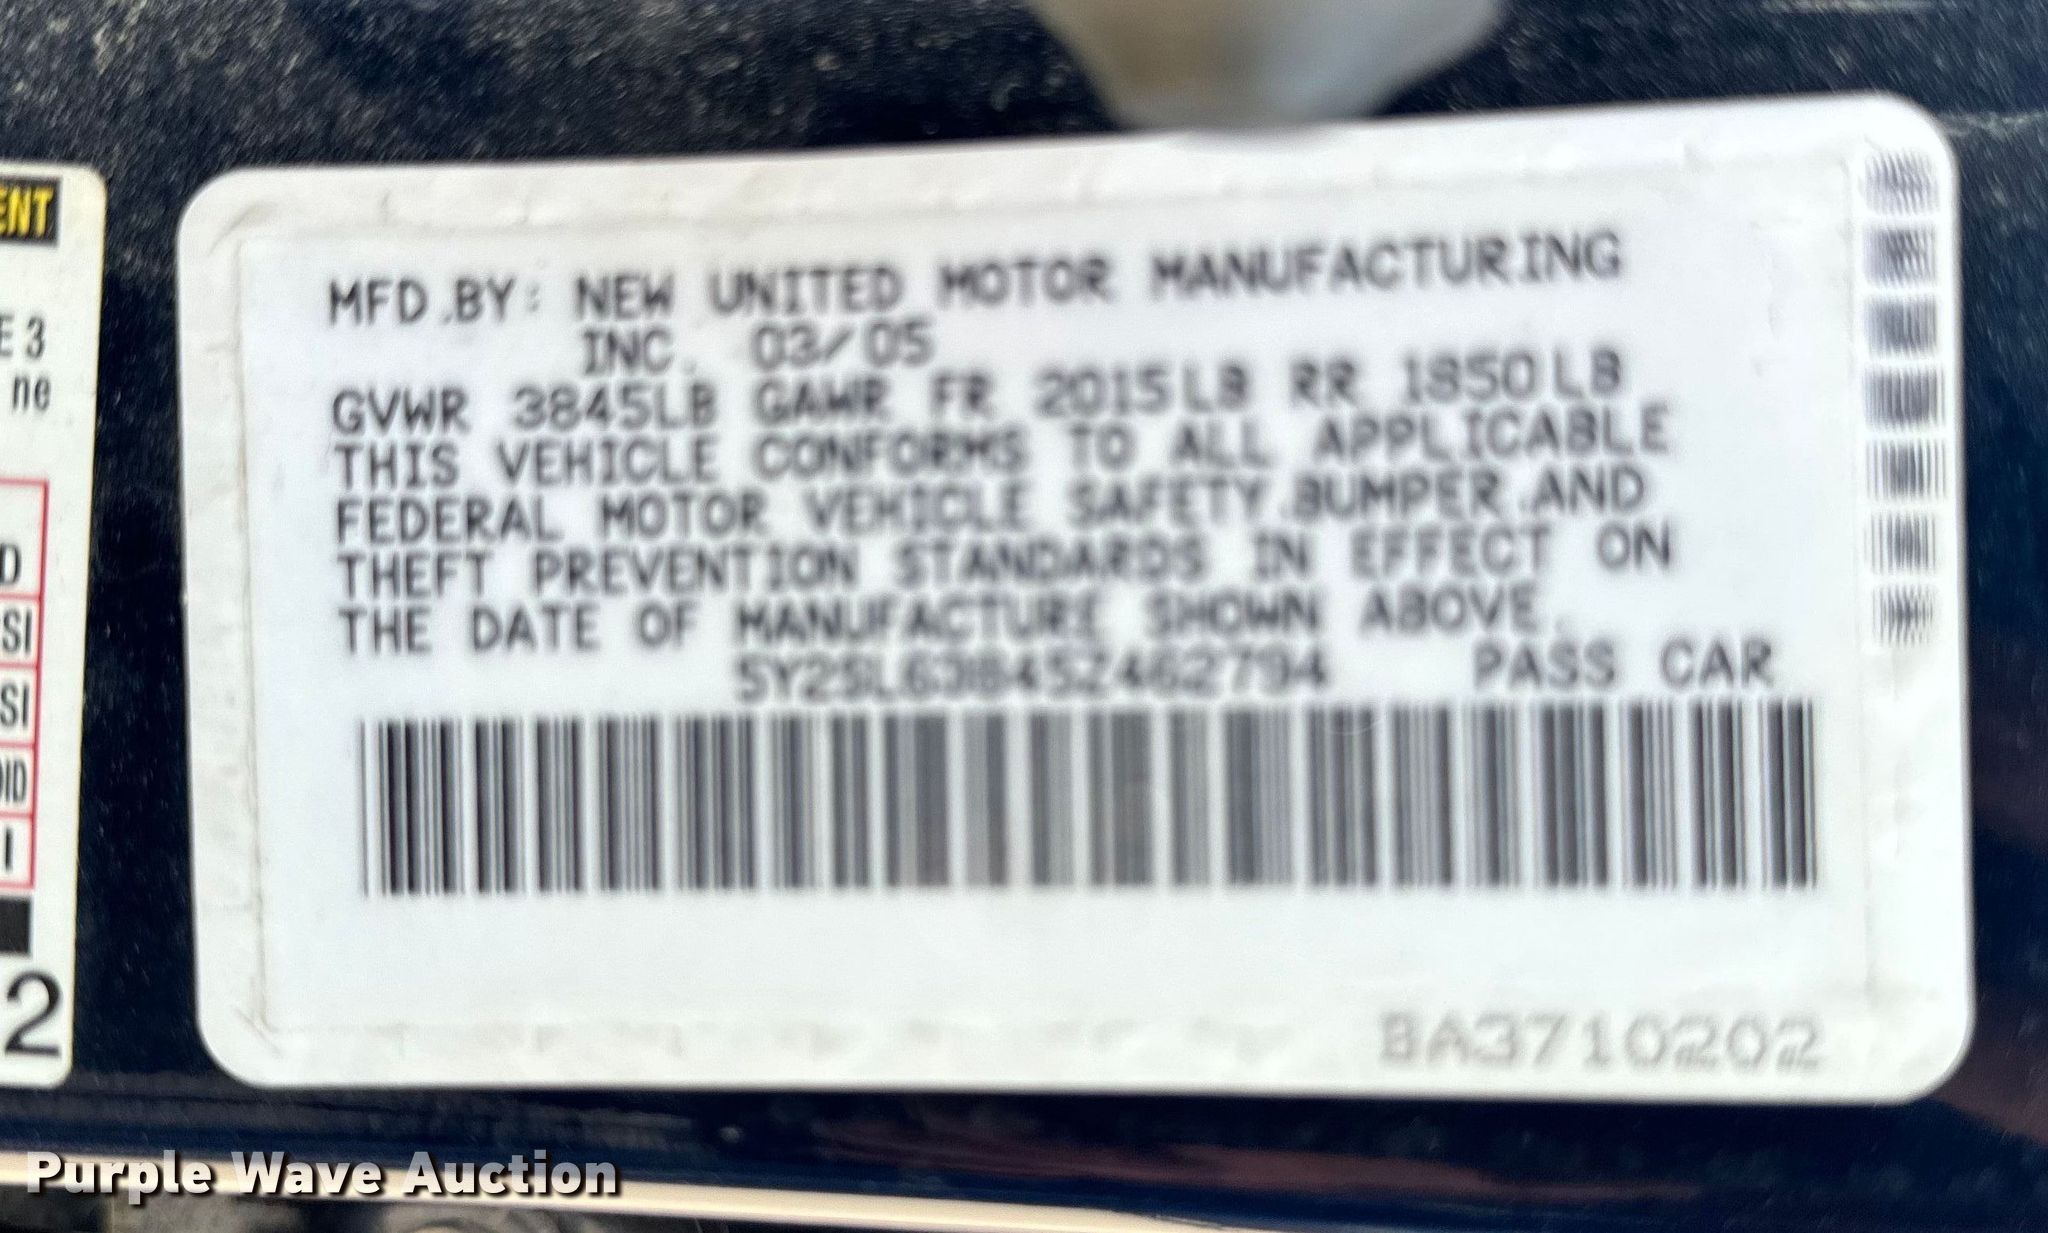 ENT
E 3
ne
D
SI
SI
I
2
MFD.BY: NEW UNITED MOTOR MANUFACTURING
INC. 03/05
GVWR 3845LB GAWR FR 2015LB RR 1850LB
THIS VEHICLE CONFORMS TO ALL APPLICABLE
FEDERAL MOTOR VEHICLE SAFETY,BUMPER,AND
THEFT PREVENTION STANDARDS IN EFFECT ON
THE DATE OF MANUFACTURE SHOWN ABOVE.
5Y2SL63845Z462794 PASS CAR
BA3710202
Purple Wave Auction